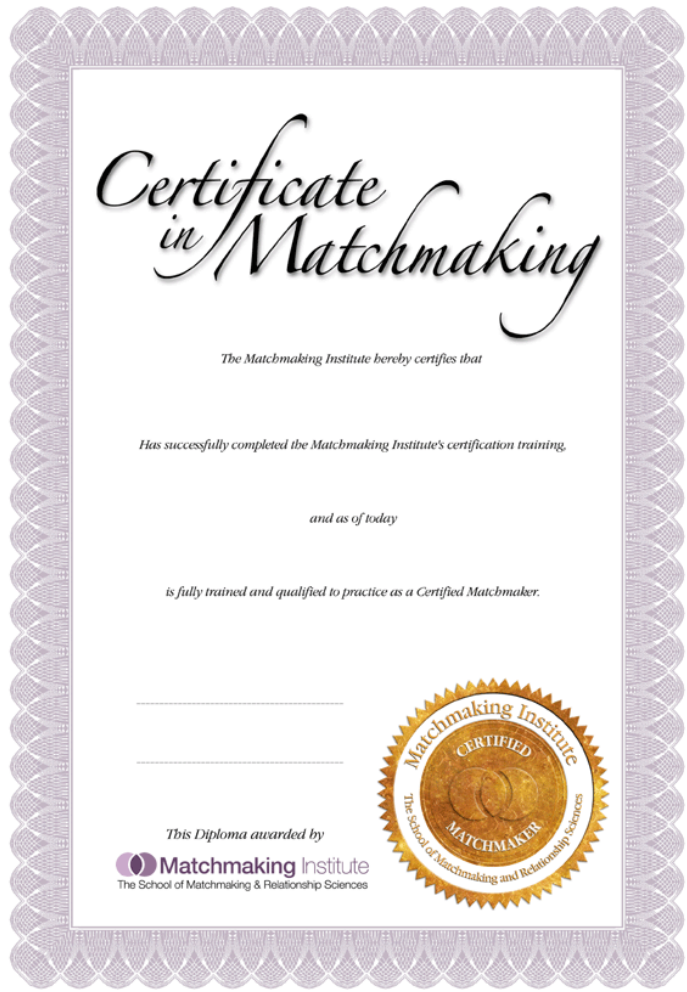 Certificate
in Matchmaking
The Matchmaking Institute hereby certifies that
Has successfully completed the Matchmaking Institute's certification training,
and as of today
is fully trained and qualified to practice as a Certified Matchmaker.
Matchmaking Institute
CERTIFIED
MATCHMAKER
The School of Matchmaking and Relationship Sciences
This Diploma awarded by
Matchmaking Institute
The School of Matchmaking & Relationship Sciences